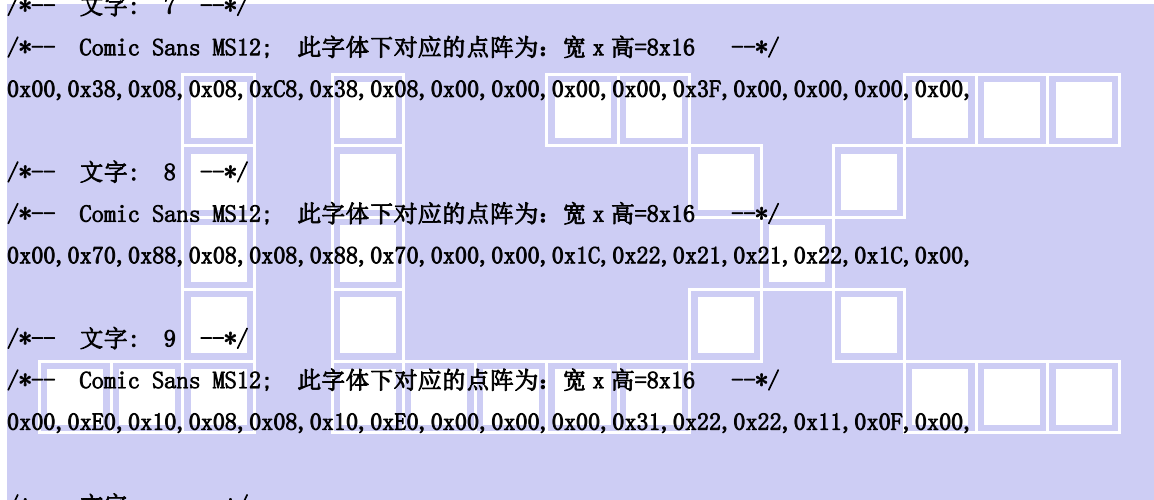 /*--  文字:  7  --*/
/*--  Comic Sans MS12;  此字体下对应的点阵为：宽 x 高=8x16   --*/
0x00,0x38,0x08,0x08,0xC8,0x38,0x08,0x00,0x00,0x00,0x00,0x3F,0x00,0x00,0x00,0x00,
/*--  文字:  8  --*/
/*--  Comic Sans MS12;  此字体下对应的点阵为：宽 x 高=8x16   --*/
0x00,0x70,0x88,0x08,0x08,0x88,0x70,0x00,0x00,0x1C,0x22,0x21,0x21,0x22,0x1C,0x00,
/*--  文字:  9  --*/
/*--  Comic Sans MS12;  此字体下对应的点阵为：宽 x 高=8x16   --*/
0x00,0xE0,0x10,0x08,0x08,0x10,0xE0,0x00,0x00,0x00,0x31,0x22,0x22,0x11,0x0F,0x00,